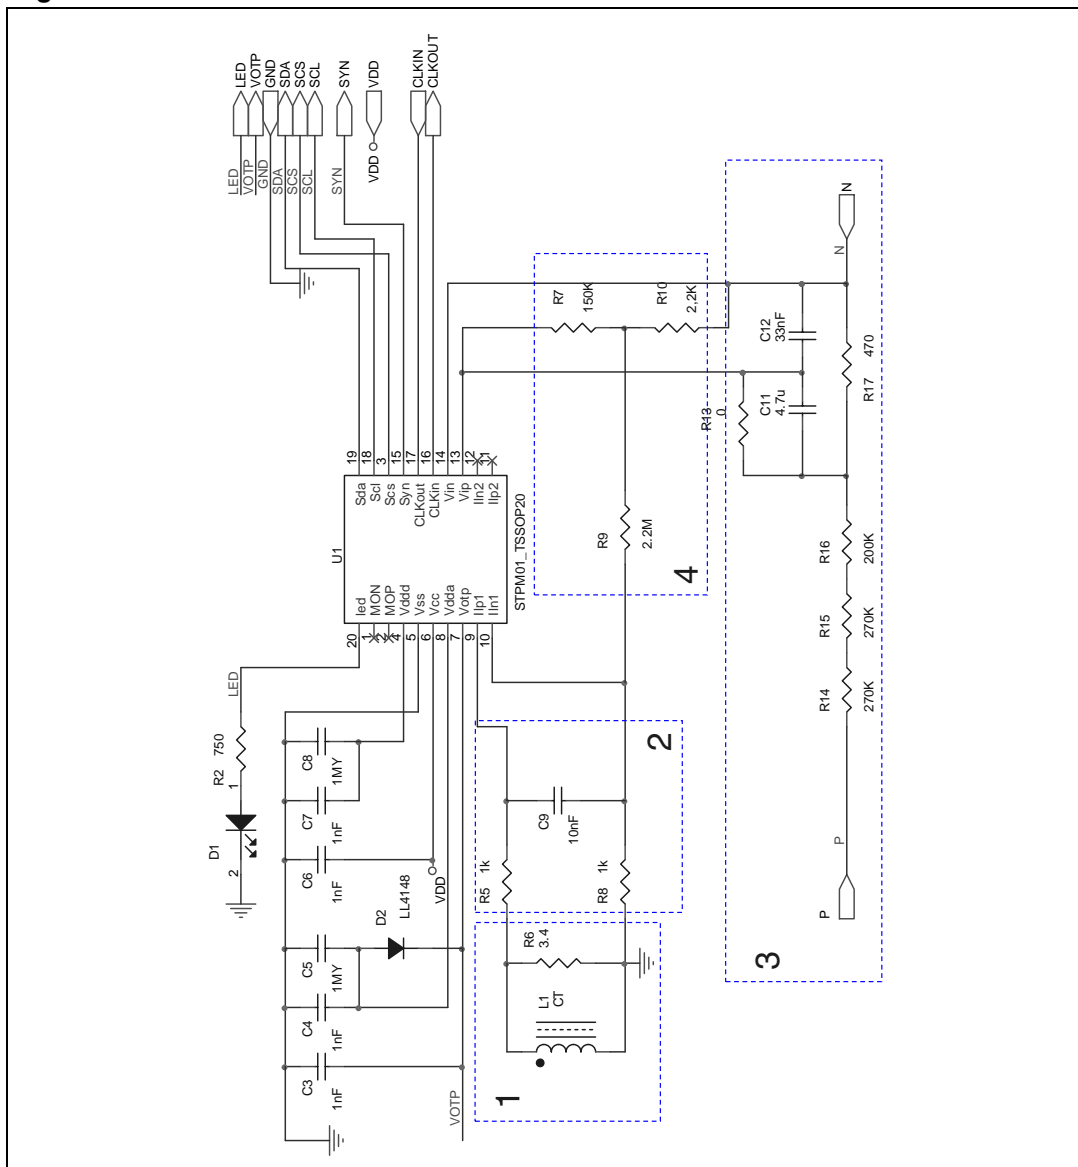 LED
VOTP
GND
SDA
SCS
SCL
SYN
VDD
CLKIN
CLKOUT
LED
VOTP
GND
SDA
SCS
SCL
SYN
VDD
N
N
4
R7
150K
R10
2,2K
R9
2.2M
C12
33nF
R13
0
C11
4.7u
470
R17
19
18
3
15
17
16
14
13
12
11
Sda
Scl
Scs
Syn
CLKout
CLKin
Vin
Vip
IIn2
IIp2
U1
STPM01_TSSOP20
led
MON
MOP
Vddd
Vss
Vcc
Vdda
Votp
IIp1
IIn1
20
1
2
4
5
6
8
7
9
10
R16
200K
R15
270K
R14
270K
LED
R2
750
D1
1
2
C8
1MY
C7
1nF
C6
1nF
VDD
D2
LL4148
C5
1MY
C4
1nF
C3
1nF
VOTP
2
C9
10nF
R5
1k
R8
1k
1
R6
3.4
L1
CT
P
P
3